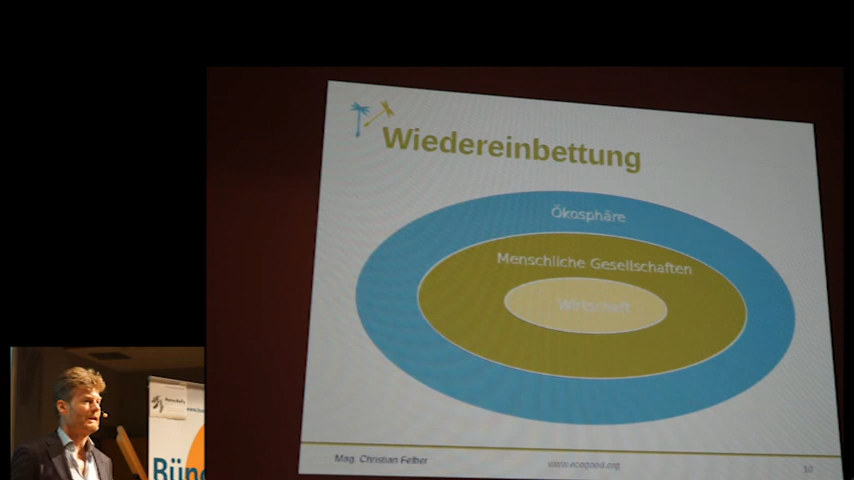 Wiedereinbettung
Ökosphäre
Menschliche Gesellschaften
Wirtschaft
Mag. Christian Felber
www.ecogood.org
10